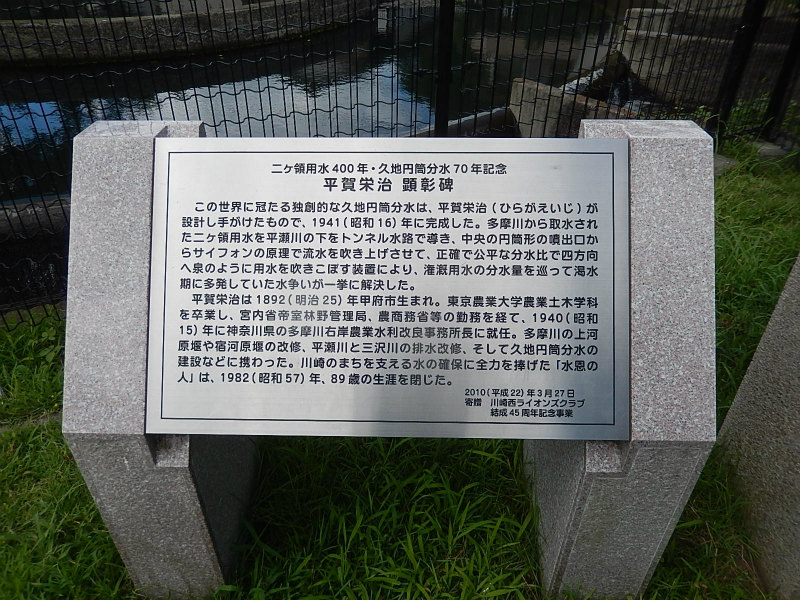 二ヶ領用水400年・久地円筒分水70年記念
平賀栄治 顕彰碑
この世界に冠たる独創的な久地円筒分水は、平賀栄治(ひらがえいじ)が
設計し手がけたもので、1941(昭和16)年に完成した。多摩川から取水され
た二ヶ領用水を平瀬川の下をトンネル水路で導き、中央の円筒形の噴出口か
らサイフォンの原理で流水を吹き上げさせて、正確で公平な分水比で四方向
へ泉のように用水を吹きこぼす装置により、灌漑用水の分水量を巡って渇水
期に多発していた水争いが一挙に解決した。
平賀栄治は1892(明治25)年甲府市生まれ。東京農業大学農業土木学科
を卒業し、宮内省帝室林野管理局、農商務省等の勤務を経て、1940(昭和
15)年に神奈川県の多摩川右岸農業水利改良事務所長に就任。多摩川の上河
原堰や宿河原堰の改修、平瀬川と三沢川の排水改修、そして久地円筒分水の
建設などに携わった。川崎のまちを支える水の確保に全力を捧げた「水恩の
人」は、1982(昭和57)年、89歳の生涯を閉じた。
2010(平成22)年3月27日
寄贈 川崎西ライオンズクラブ
結成45周年記念事業